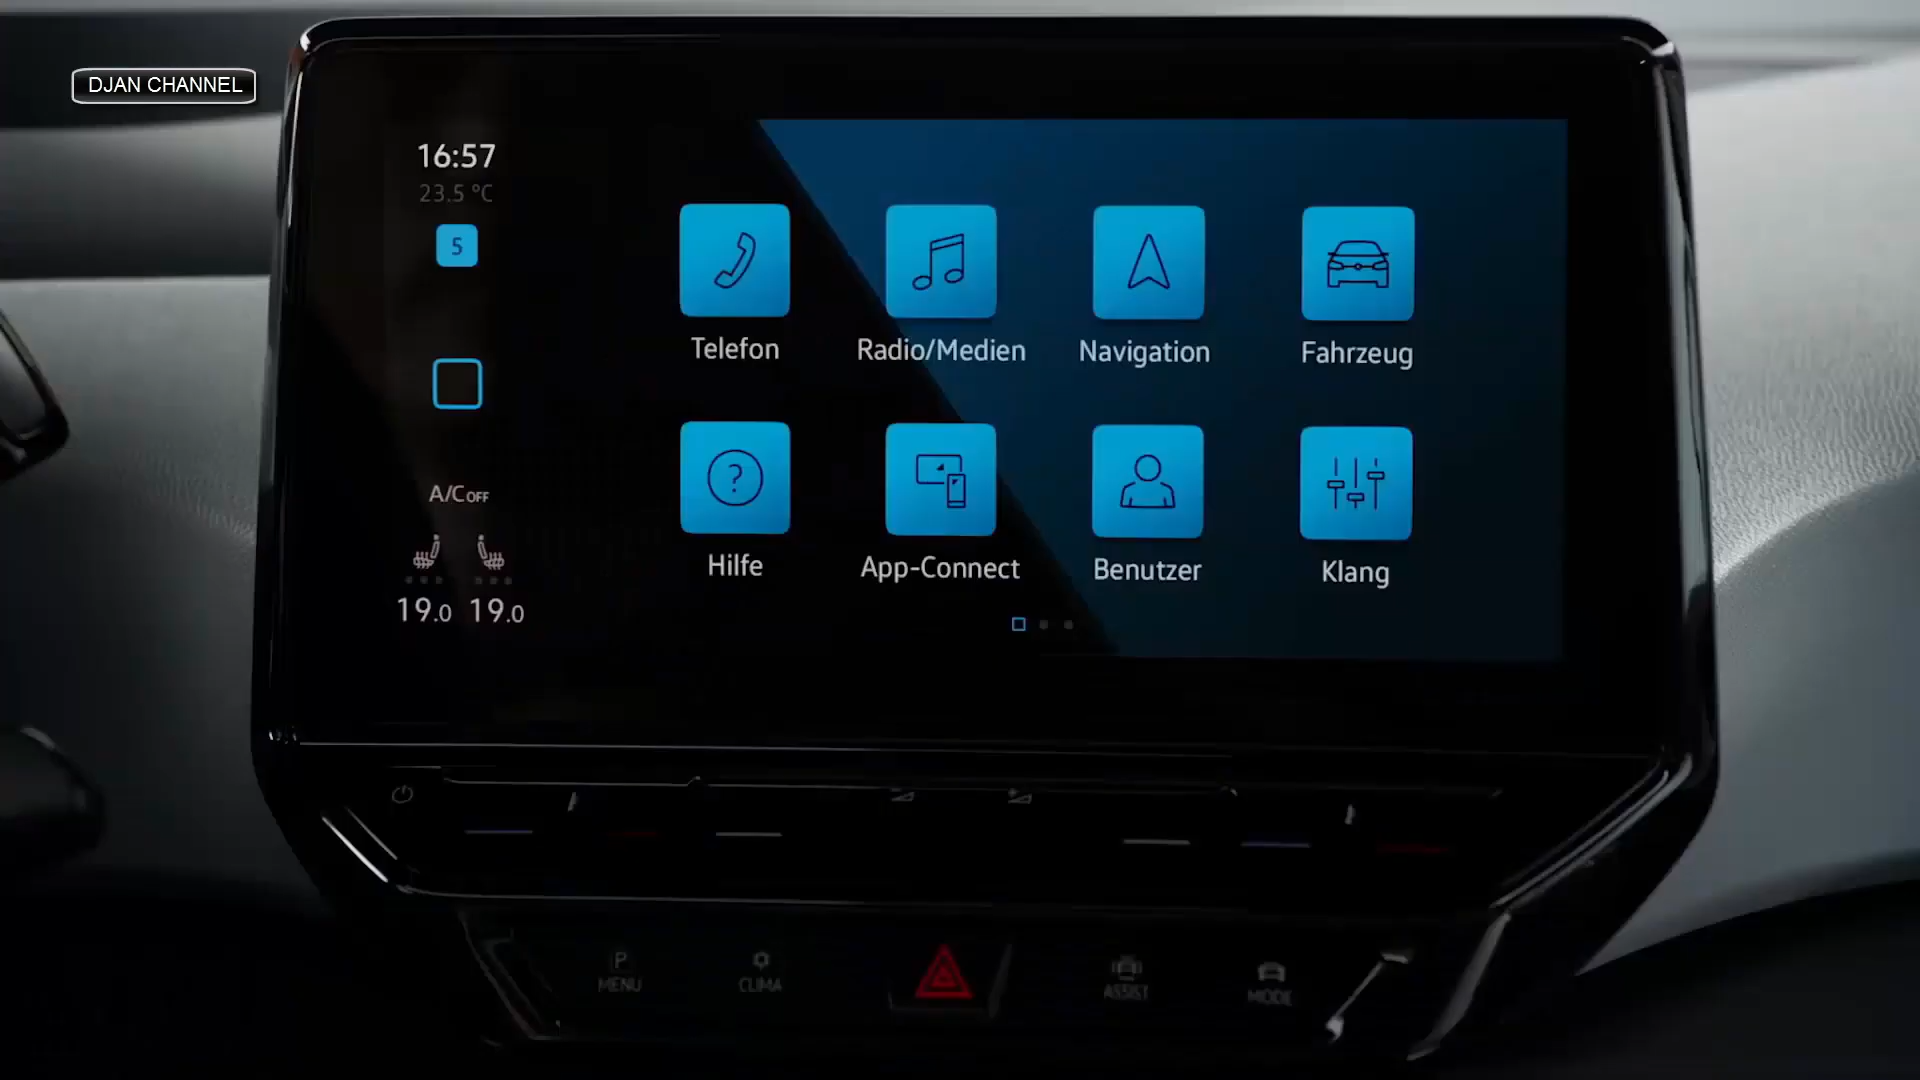 DJAN CHANNEL
16:57
23.5 °C
5
Telefon
Radio/Medien
Navigation
Fahrzeug
A/C OFF
Hilfe
App-Connect
Benutzer
Klang
19.0 19.0
P
MENU
CLIMA
ASSIST
MODE